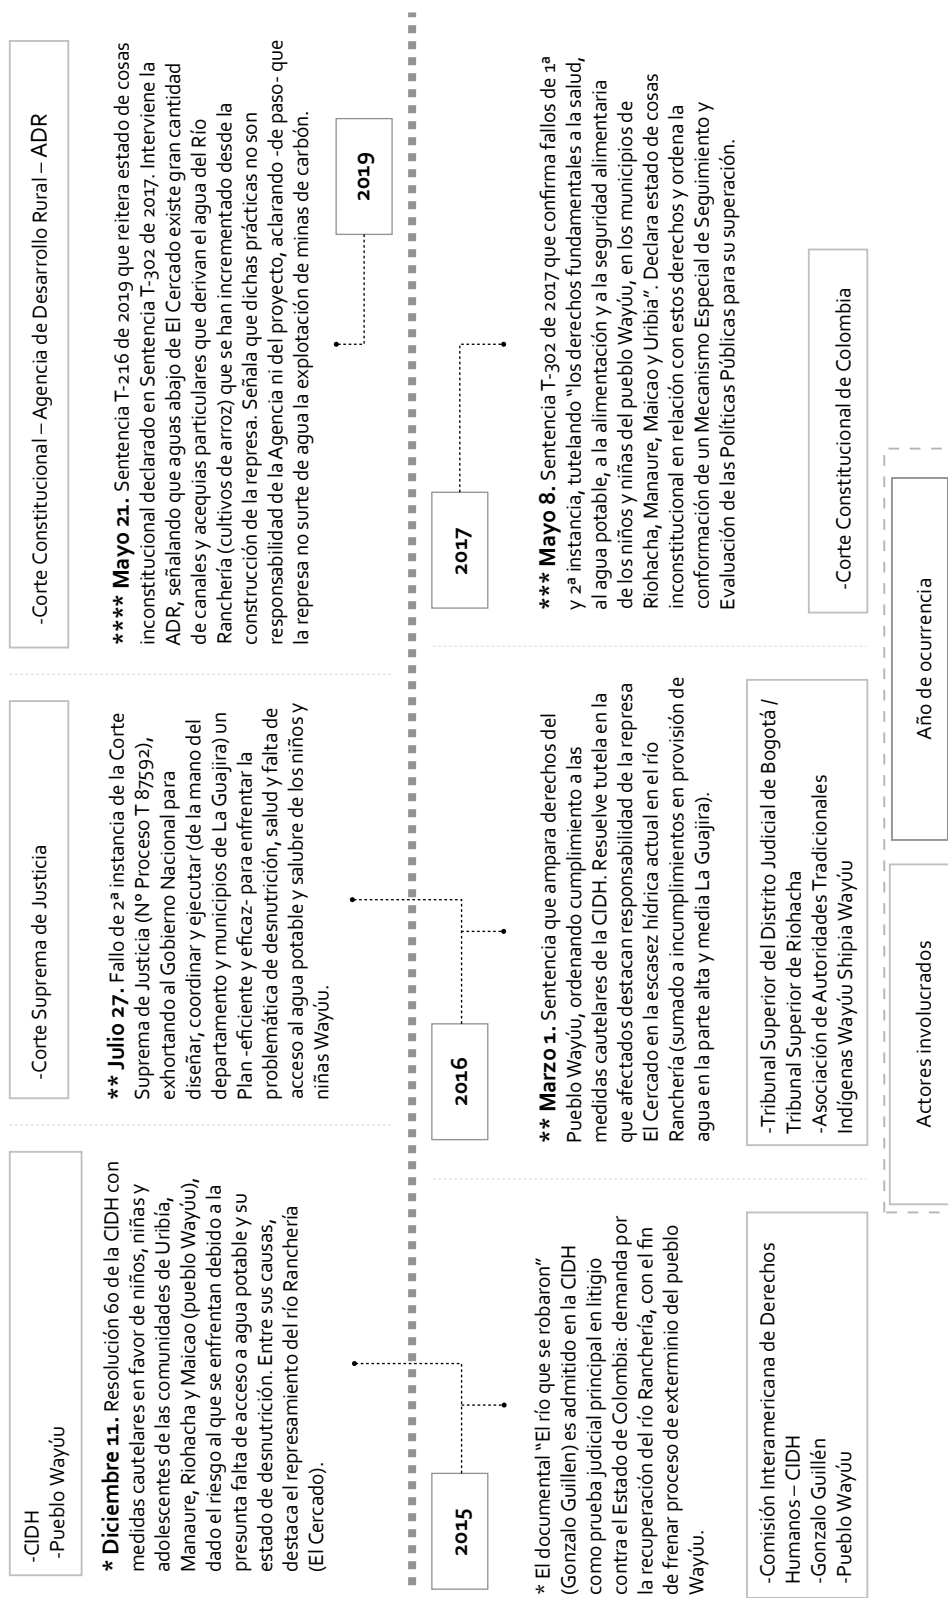 -CIDH
-Pueblo Wayúu
* Diciembre 11. Resolución 60 de la CIDH con
medidas cautelares en favor de niños, niñas y
adolescentes de las comunidades de Uribía,
Manaure, Riohacha y Maicao (pueblo Wayúu),
dado el riesgo al que se enfrentan debido a la
presunta falta de acceso a agua potable y su
estado de desnutrición. Entre sus causas,
destaca el represamiento del río Ranchería
(El Cercado).
-Corte Suprema de Justicia
** Julio 27. Fallo de 2ª instancia de la Corte
Suprema de Justicia (N° Proceso T 87592),
exhortando al Gobierno Nacional para
diseñar, coordinar y ejecutar (de la mano del
departamento y municipios de La Guajira) un
Plan -eficiente y eficaz- para enfrentar la
problemática de desnutrición, salud y falta de
acceso al agua potable y salubre de los niños y
niñas Wayúu.
-Corte Constitucional – Agencia de Desarrollo Rural – ADR
**** Mayo 21. Sentencia T-216 de 2019 que reitera estado de cosas
inconstitucional declarado en Sentencia T-302 de 2017. Interviene la
ADR, señalando que aguas abajo de El Cercado existe gran cantidad
de canales y acequias particulares que derivan el agua del Río
Ranchería (cultivos de arroz) que se han incrementado desde la
construcción de la represa. Señala que dichas prácticas no son
responsabilidad de la Agencia ni del proyecto, aclarando -de paso- que
la represa no surte de agua la explotación de minas de carbón.
2019
2015
2016
2017
* El documental "El río que se robaron"
(Gonzalo Guillen) es admitido en la CIDH
como prueba judicial principal en litigio
contra el Estado de Colombia: demanda por
la recuperación del río Ranchería, con el fin
de frenar proceso de exterminio del pueblo
Wayúu.
-Comisión Interamericana de Derechos
Humanos – CIDH
-Gonzalo Guillén
-Pueblo Wayúu
** Marzo 1. Sentencia que ampara derechos del
Pueblo Wayúu, ordenando cumplimiento a las
medidas cautelares de la CIDH. Resuelve tutela en la
que afectados destacan responsabilidad de la represa
El Cercado en la escasez hídrica actual en el río
Ranchería (sumado a incumplimientos en provisión de
agua en la parte alta y media La Guajira).
-Tribunal Superior del Distrito Judicial de Bogotá /
Tribunal Superior de Riohacha
-Asociación de Autoridades Tradicionales
Indígenas Wayúu Shipia Wayúu
*** Mayo 8. Sentencia T-302 de 2017 que confirma fallos de 1ª
y 2ª instancia, tutelando "los derechos fundamentales a la salud,
al agua potable, a la alimentación y a la seguridad alimentaria
de los niños y niñas del pueblo Wayúu, en los municipios de
Riohacha, Manaure, Maicao y Uribia". Declara estado de cosas
inconstitucional en relación con estos derechos y ordena la
conformación de un Mecanismo Especial de Seguimiento y
Evaluación de las Políticas Públicas para su superación.
-Corte Constitucional de Colombia
Actores involucrados
Año de ocurrencia